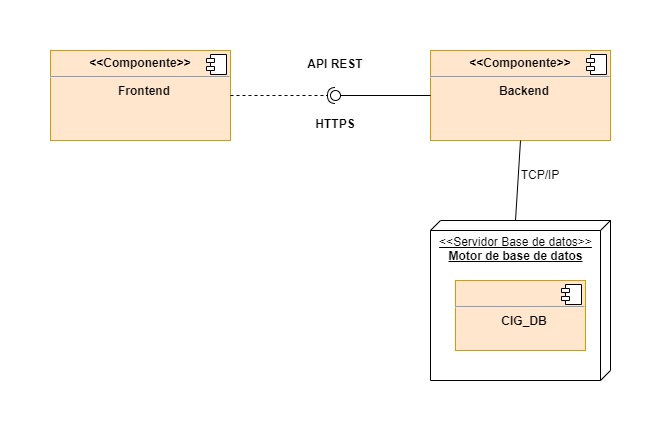 <<Componente>>
Frontend
API REST
HTTPS
<<Componente>>
Backend
TCP/IP
<<Servidor Base de datos>>
Motor de base de datos
CIG_DB